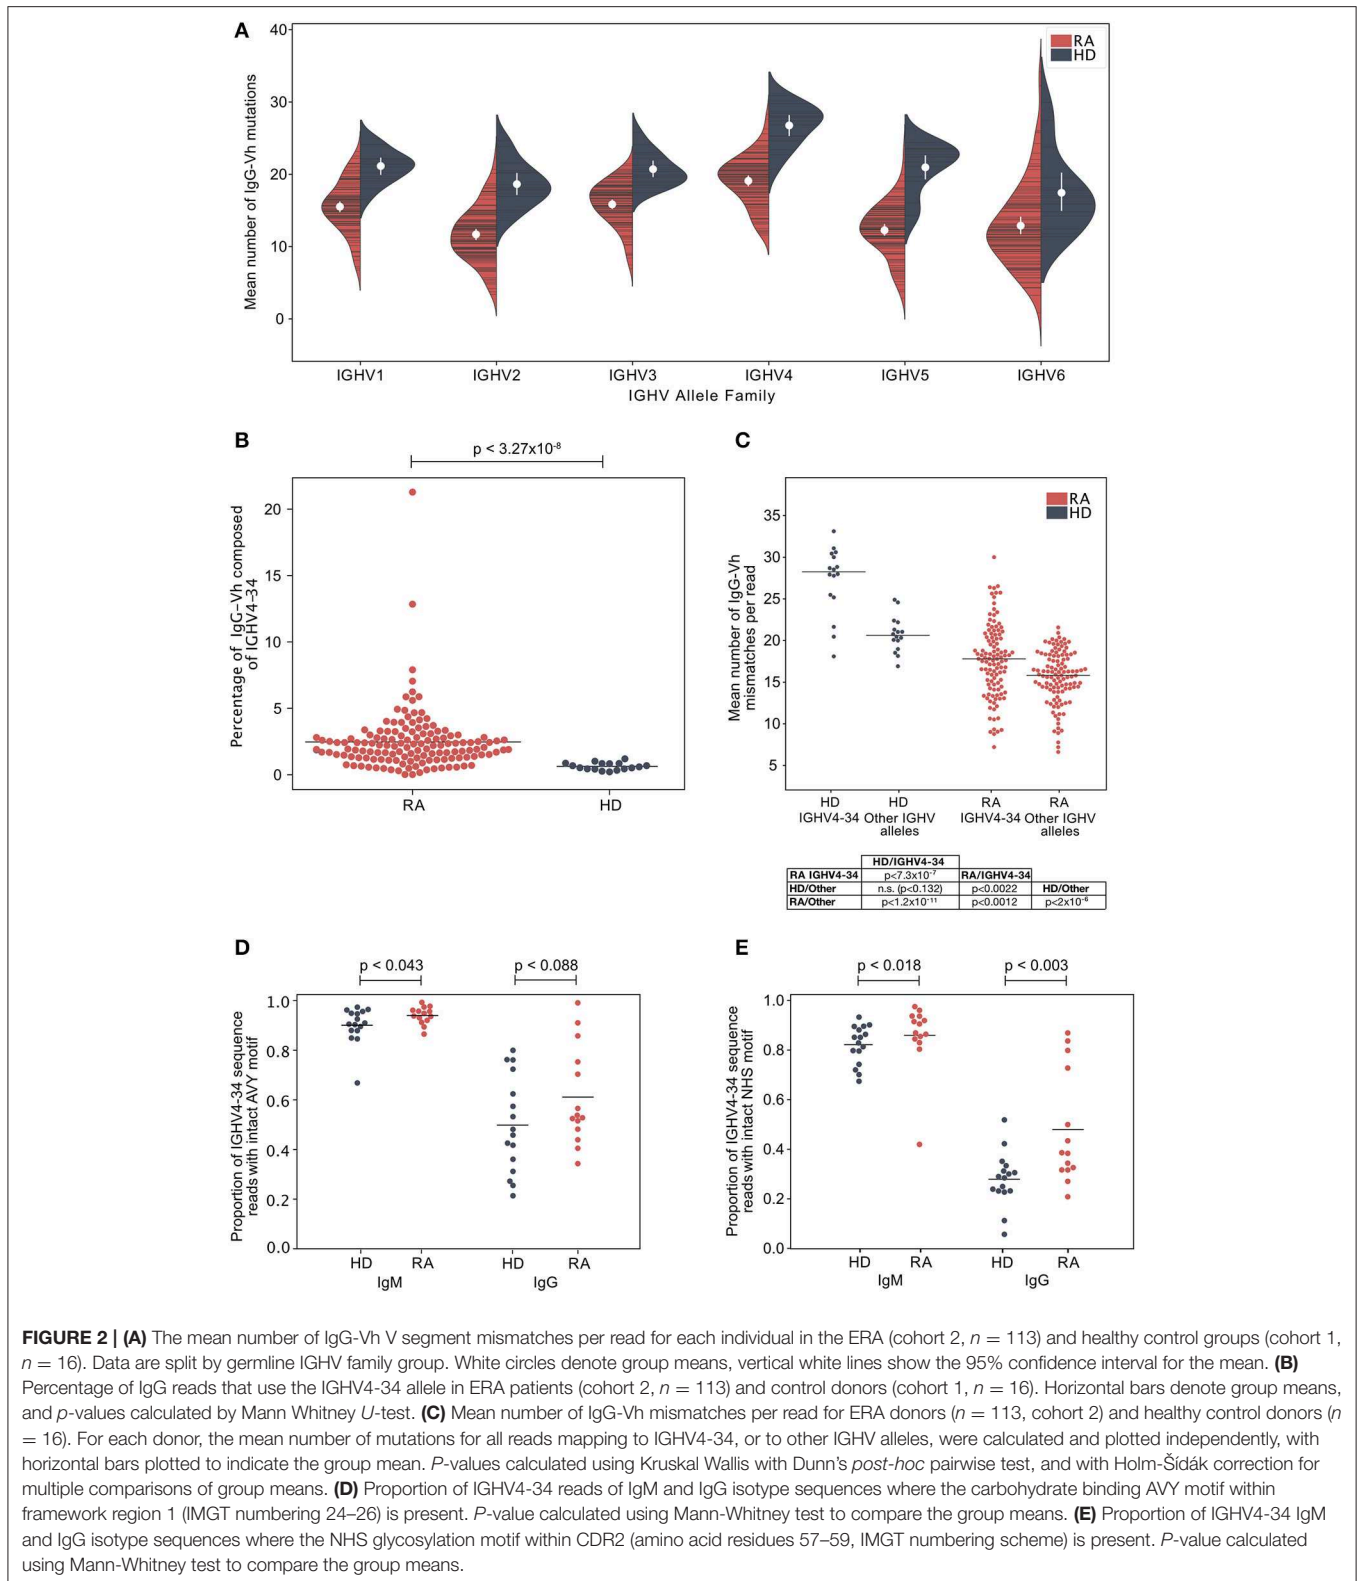 A
40
30
20
10
0
Mean number of IgG-Vh mutations
RA
HD
IGHV1 IGHV2 IGHV3 IGHV4 IGHV5 IGHV6
IGHV Allele Family
B
p < 3.27x10-8
20
15
10
5
0
Percentage of IgG-Vh composed
of IGHV4-34
RA HD
C
RA
HD
35
30
25
20
15
10
5
Mean number of IgG-Vh
mismatches per read
HD HD RA RA
IGHV4-34 Other IGHV IGHV4-34 Other IGHV
alleles alleles
HD/IGHV4-34
RA IGHV4-34 p<7.3x10-7 RA/IGHV4-34
HD/Other n.s. (p<0.132) p<0.0022 HD/Other
RA/Other p<1.2x10-11 p<0.0012 p<2x10-6
D
p < 0.043 p < 0.088
1.0
0.8
0.6
0.4
0.2
0.0
Proportion of IGHV4-34 sequence
reads with intact AVY motif
HD RA HD RA
IgM IgG
E
p < 0.018 p < 0.003
1.0
0.8
0.6
0.4
0.2
0.0
Proportion of IGHV4-34 sequence
reads with intact NHS motif
HD RA HD RA
IgM IgG
FIGURE 2 | (A) The mean number of IgG-Vh V segment mismatches per read for each individual in the ERA (cohort 2, n = 113) and healthy control groups (cohort 1,
n = 16). Data are split by germline IGHV family group. White circles denote group means, vertical white lines show the 95% confidence interval for the mean. (B)
Percentage of IgG reads that use the IGHV4-34 allele in ERA patients (cohort 2, n = 113) and control donors (cohort 1, n = 16). Horizontal bars denote group means,
and p-values calculated by Mann Whitney U-test. (C) Mean number of IgG-Vh mismatches per read for ERA donors (n = 113, cohort 2) and healthy control donors (n
= 16). For each donor, the mean number of mutations for all reads mapping to IGHV4-34, or to other IGHV alleles, were calculated and plotted independently, with
horizontal bars plotted to indicate the group mean. P-values calculated using Kruskal Wallis with Dunn's post-hoc pairwise test, and with Holm-Šídák correction for
multiple comparisons of group means. (D) Proportion of IGHV4-34 reads of IgM and IgG isotype sequences where the carbohydrate binding AVY motif within
framework region 1 (IMGT numbering 24–26) is present. P-value calculated using Mann-Whitney test to compare the group means. (E) Proportion of IGHV4-34 IgM
and IgG isotype sequences where the NHS glycosylation motif within CDR2 (amino acid residues 57–59, IMGT numbering scheme) is present. P-value calculated
using Mann-Whitney test to compare the group means.